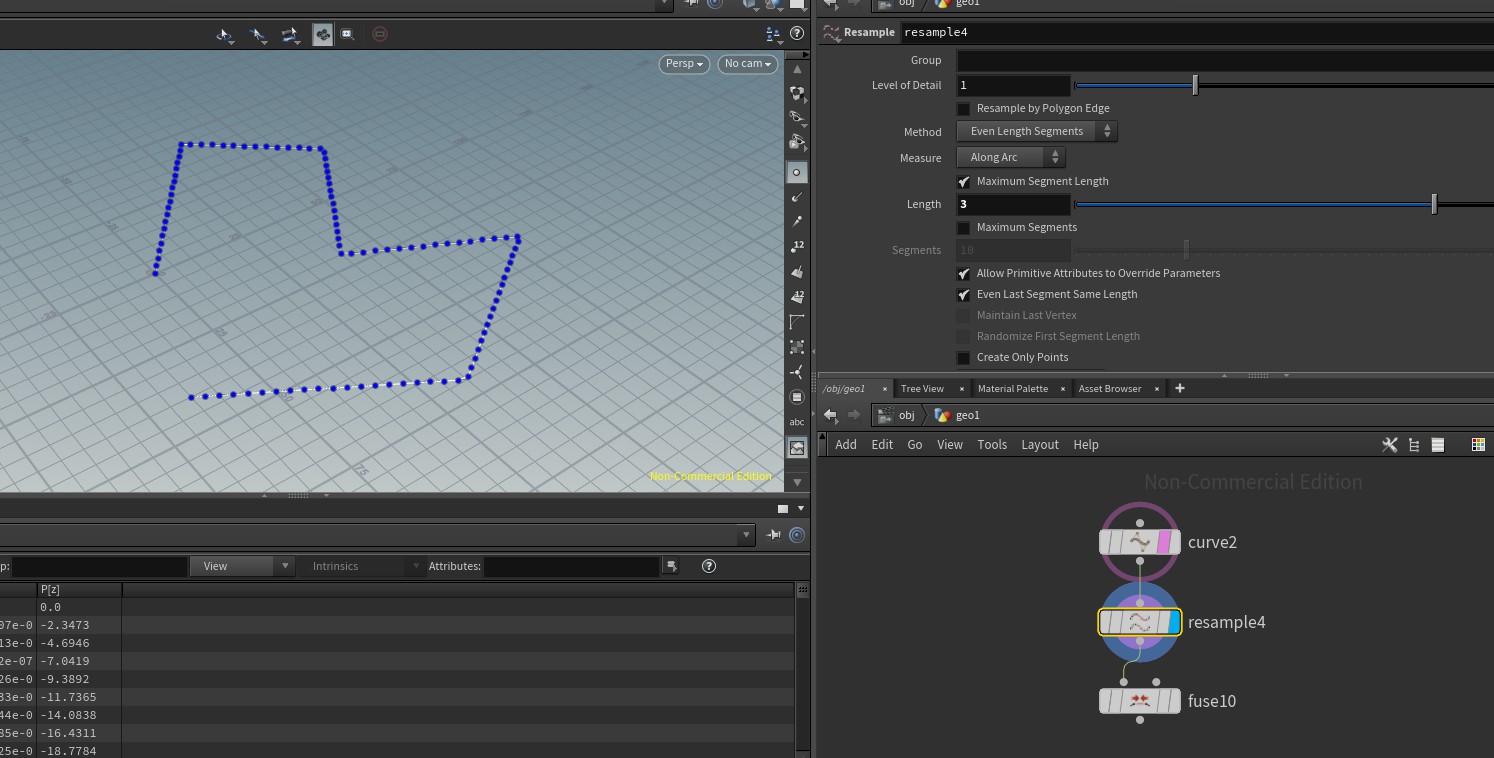 obj
geo1
Resample resample4
Group
Level of Detail 1
Resample by Polygon Edge
Method Even Length Segments
Measure Along Arc
Maximum Segment Length
Length 3
Maximum Segments
Segments 10
Allow Primitive Attributes to Override Parameters
Even Last Segment Same Length
Maintain Last Vertex
Randomize First Segment Length
Create Only Points
Persp
No cam
12
12
abc
75
Non-Commercial Edition
/obj/geo1
Tree View
Material Palette
Asset Browser
obj
geo1
Add Edit Go View Tools Layout Help
Non-Commercial Edition
curve2
resample4
fuse10
p:
View
Intrinsics
Attributes:
P[z]
0.0
07e-0 -2.3473
13e-0 -4.6946
2e-07 -7.0419
26e-0 -9.3892
33e-0 -11.7365
44e-0 -14.0838
85e-0 -16.4311
25e-0 -18.7784